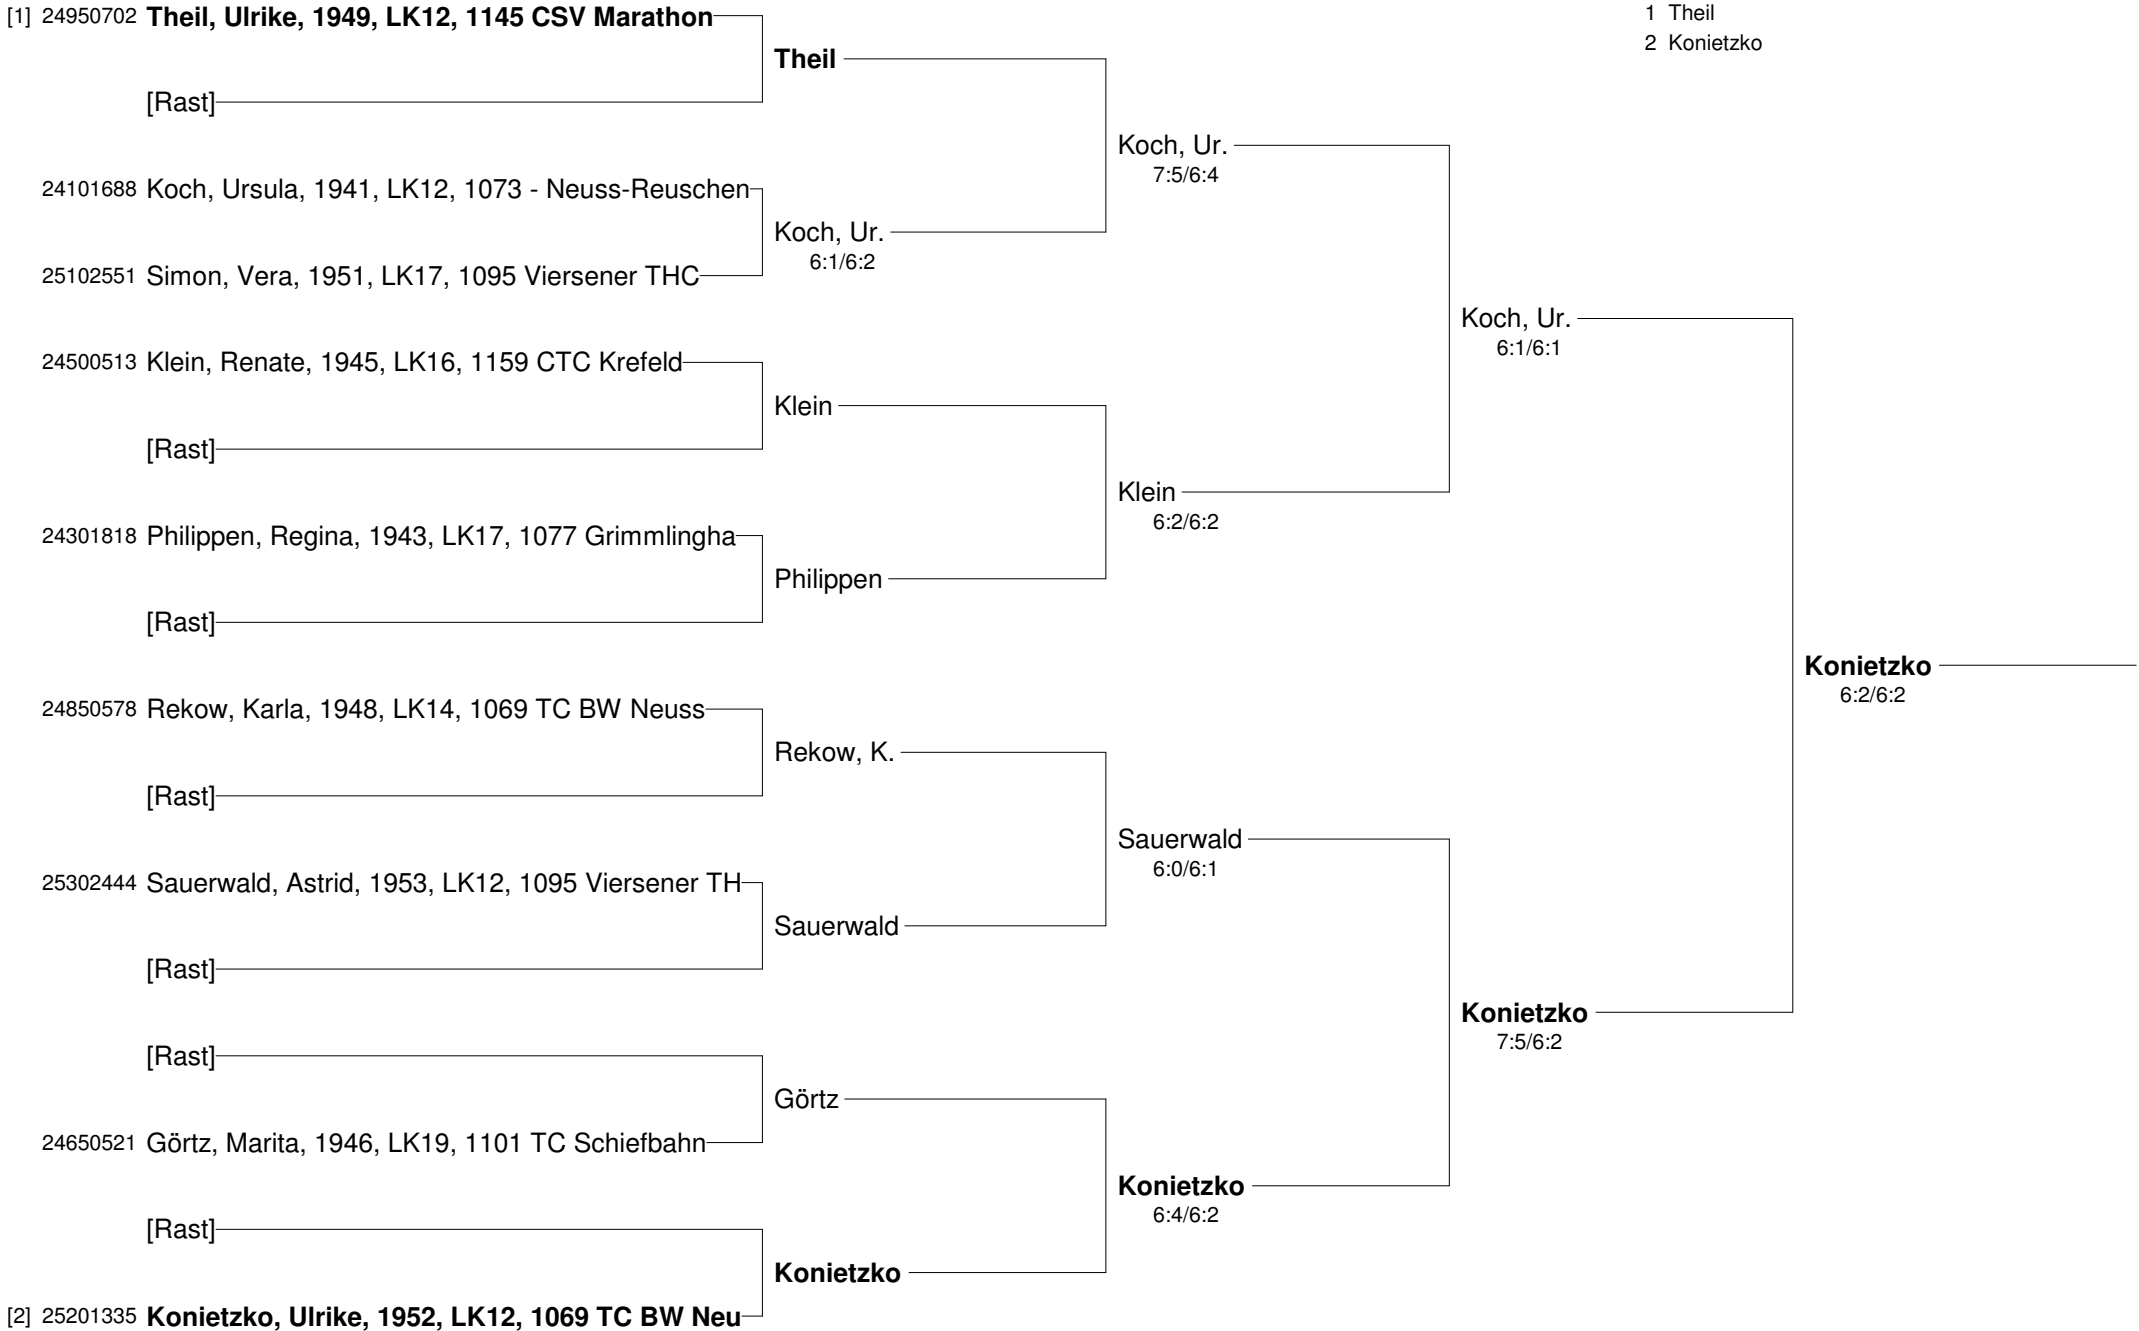 [1] 24950702 Theil, Ulrike, 1949, LK12, 1145 CSV Marathon
1 Theil
2 Konietzko
Theil
[Rast]
Koch, Ur.
7:5/6:4
24101688 Koch, Ursula, 1941, LK12, 1073 - Neuss-Reuschen
Koch, Ur.
6:1/6:2
25102551 Simon, Vera, 1951, LK17, 1095 Viersener THC
Koch, Ur.
6:1/6:1
24500513 Klein, Renate, 1945, LK16, 1159 CTC Krefeld
Klein
[Rast]
Klein
6:2/6:2
24301818 Philippen, Regina, 1943, LK17, 1077 Grimmlingha
Philippen
[Rast]
Konietzko
6:2/6:2
24850578 Rekow, Karla, 1948, LK14, 1069 TC BW Neuss
Rekow, K.
[Rast]
Sauerwald
6:0/6:1
25302444 Sauerwald, Astrid, 1953, LK12, 1095 Viersener TH
Sauerwald
[Rast]
Konietzko
7:5/6:2
[Rast]
Görtz
24650521 Görtz, Marita, 1946, LK19, 1101 TC Schiefbahn
Konietzko
6:4/6:2
[Rast]
Konietzko
[2] 25201335 Konietzko, Ulrike, 1952, LK12, 1069 TC BW Neu